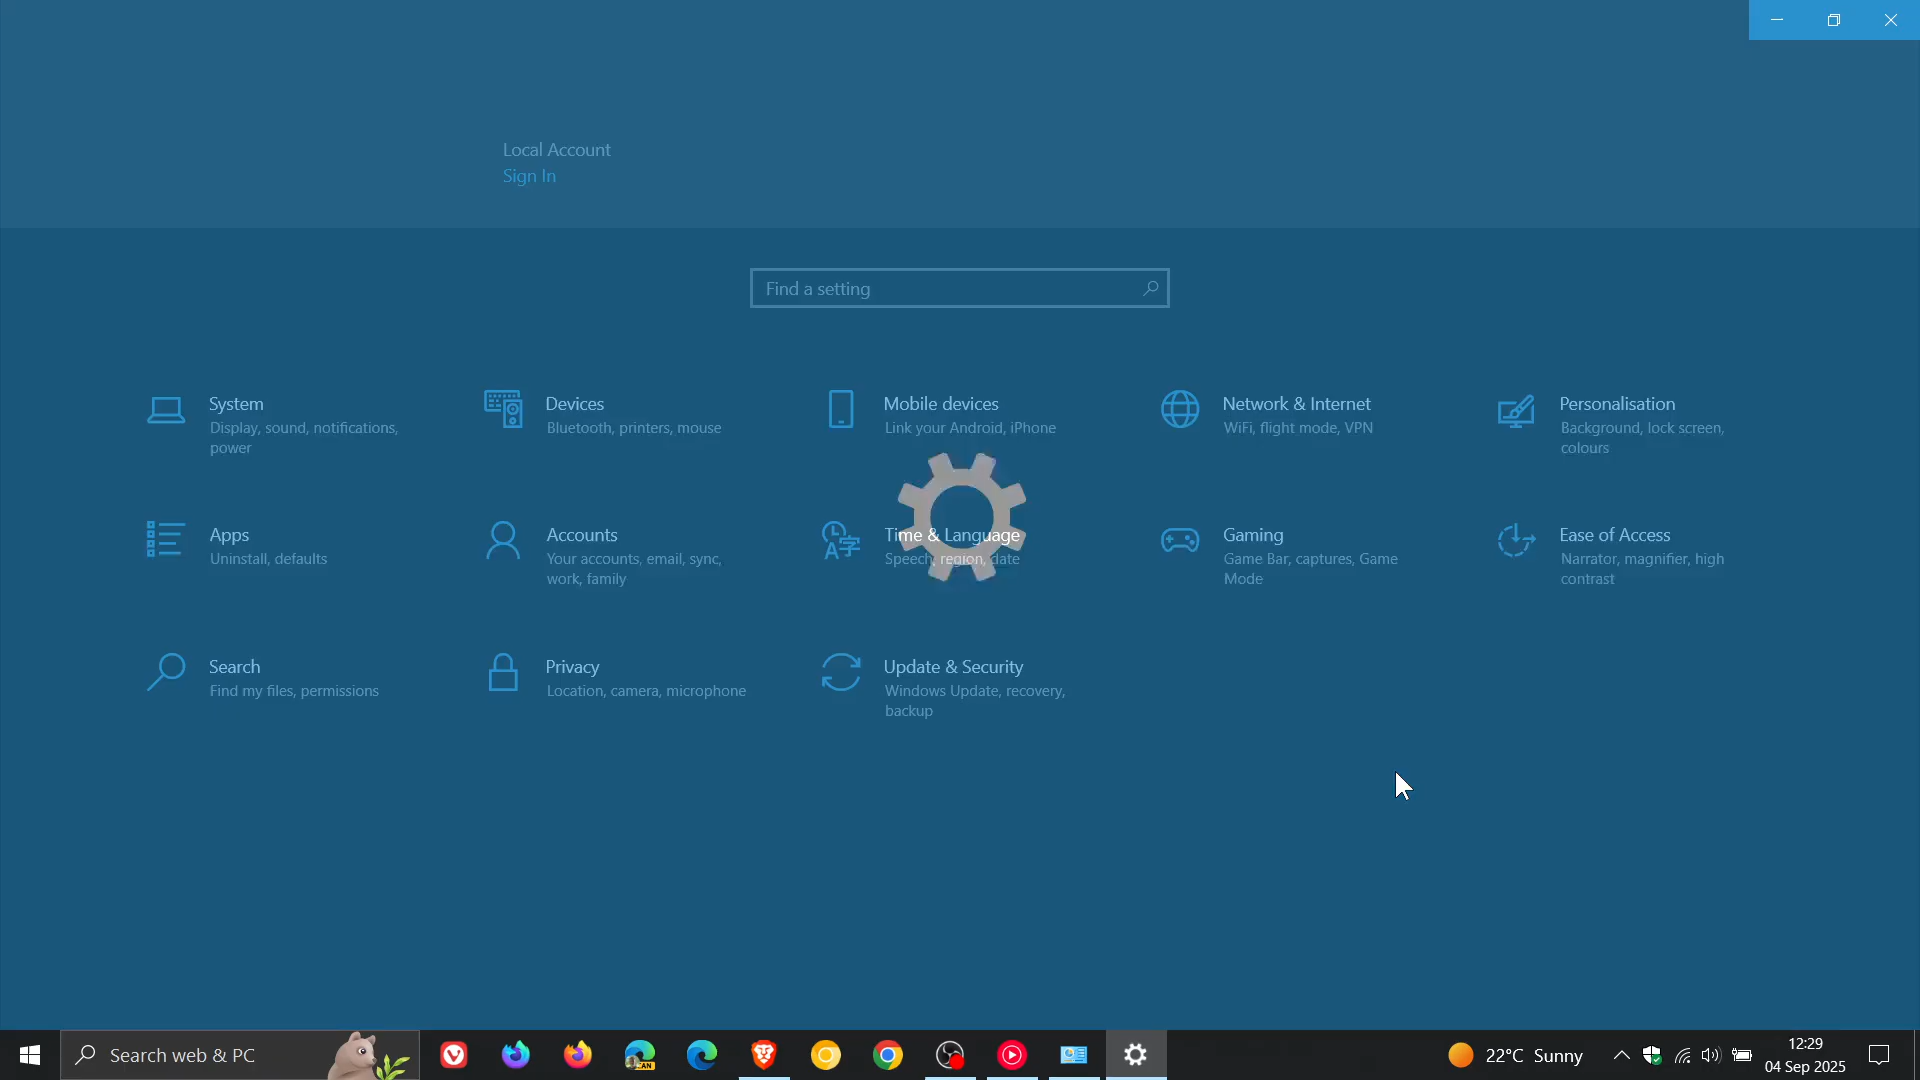 Local Account
Sign In
Find a setting
System
Display, sound, notifications,
power
Devices
Bluetooth, printers, mouse
Mobile devices
Link your Android, iPhone
Network & Internet
WiFi, flight mode, VPN
Personalisation
Background, lock screen,
colours
Apps
Uninstall, defaults
Accounts
Your accounts, email, sync,
work, family
Time & Language
Speech, region, date
Gaming
Game Bar, captures, Game
Mode
Ease of Access
Narrator, magnifier, high
contrast
Search
Find my files, permissions
Privacy
Location, camera, microphone
Update & Security
Windows Update, recovery,
backup
Search web & PC
CAN
22°C Sunny
12:29
04 Sep 2025